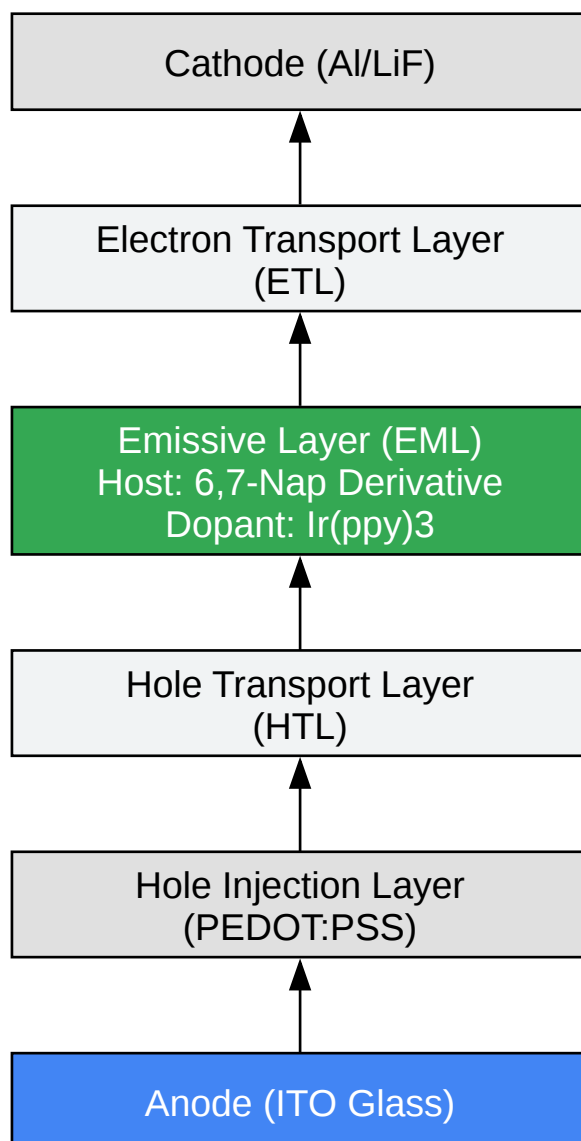 Cathode (Al/LiF)
Electron Transport Layer
(ETL)
Emissive Layer (EML)
Host: 6,7-Nap Derivative
Dopant: Ir(ppy)3
Hole Transport Layer
(HTL)
Hole Injection Layer
(PEDOT:PSS)
Anode (ITO Glass)